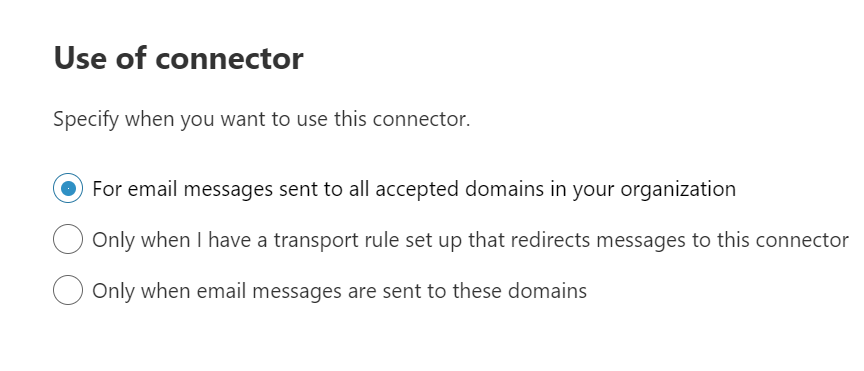 Use of connector
Specify when you want to use this connector.
For email messages sent to all accepted domains in your organization
Only when I have a transport rule set up that redirects messages to this connector
Only when email messages are sent to these domains